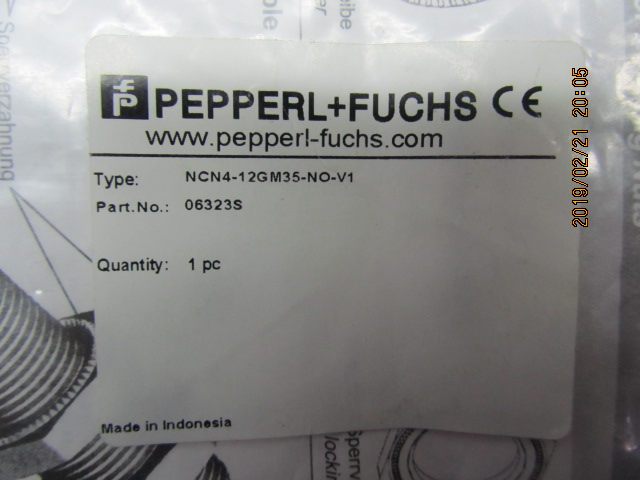 PEPPERL+FUCHS CE
www.pepperl-fuchs.com
Type: NCN4-12GM35-NO-V1
Part.No.: 06323S
Quantity: 1 pc
Made in Indonesia
2019/02/21 20:05
Sperrverzahnung